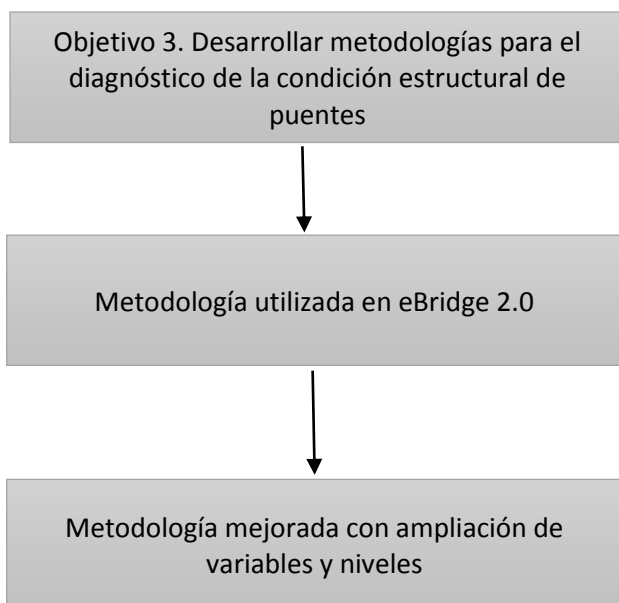 Objetivo 3. Desarrollar metodologías para el
diagnóstico de la condición estructural de
puentes
Metodología utilizada en eBridge 2.0
Metodología mejorada con ampliación de
variables y niveles